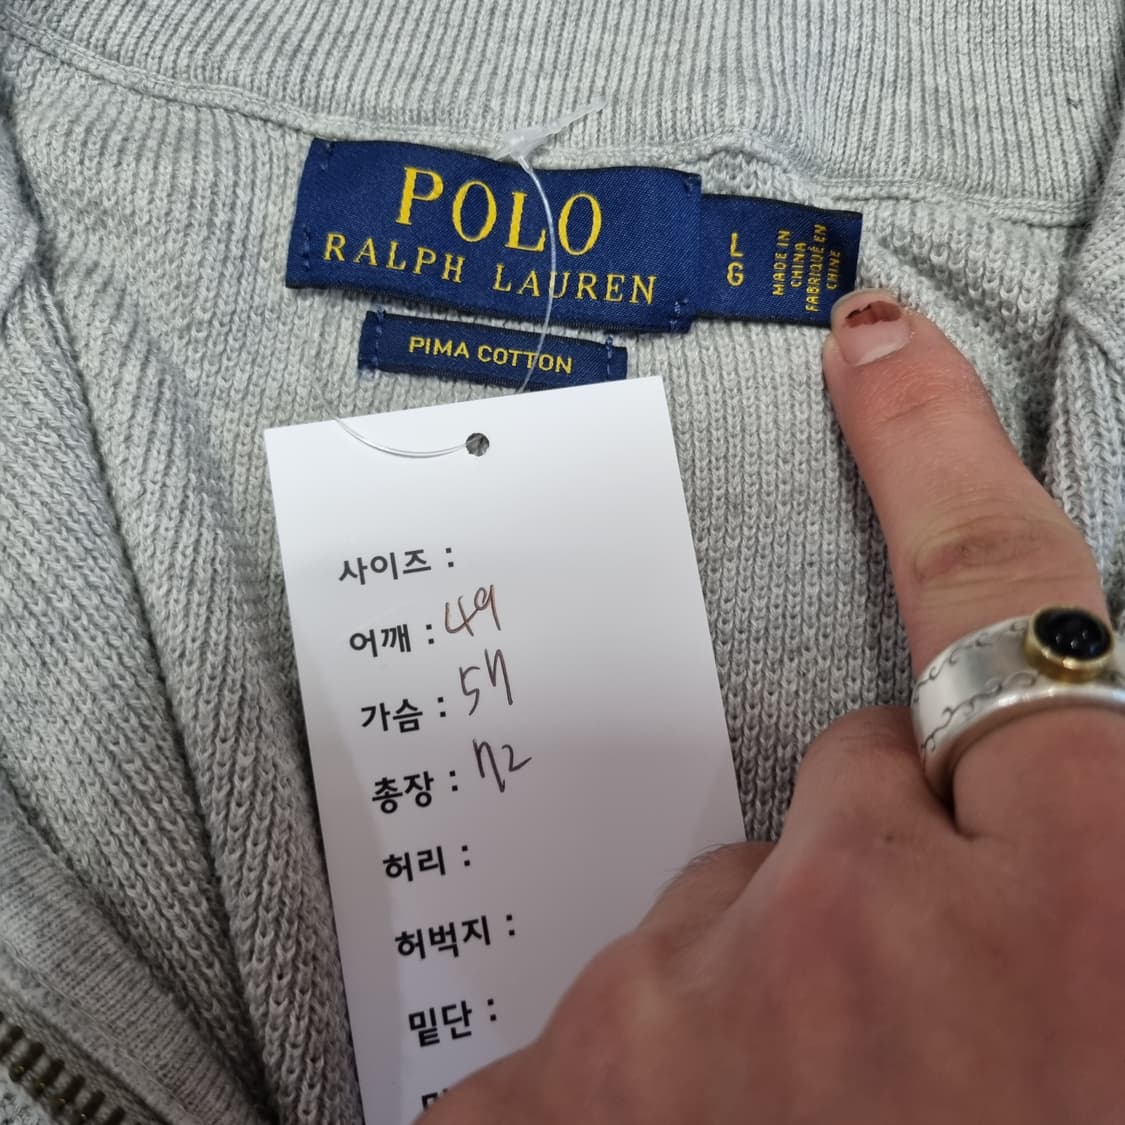 POLO
RALPH LAUREN
L
G
MADE IN
CHINA
FABRIQUÉ EN
CHINE
PIMA COTTON
사이즈 :
어깨 : 49
가슴 : 57
총장 : 72
허리 :
허벅지 :
밑단 :